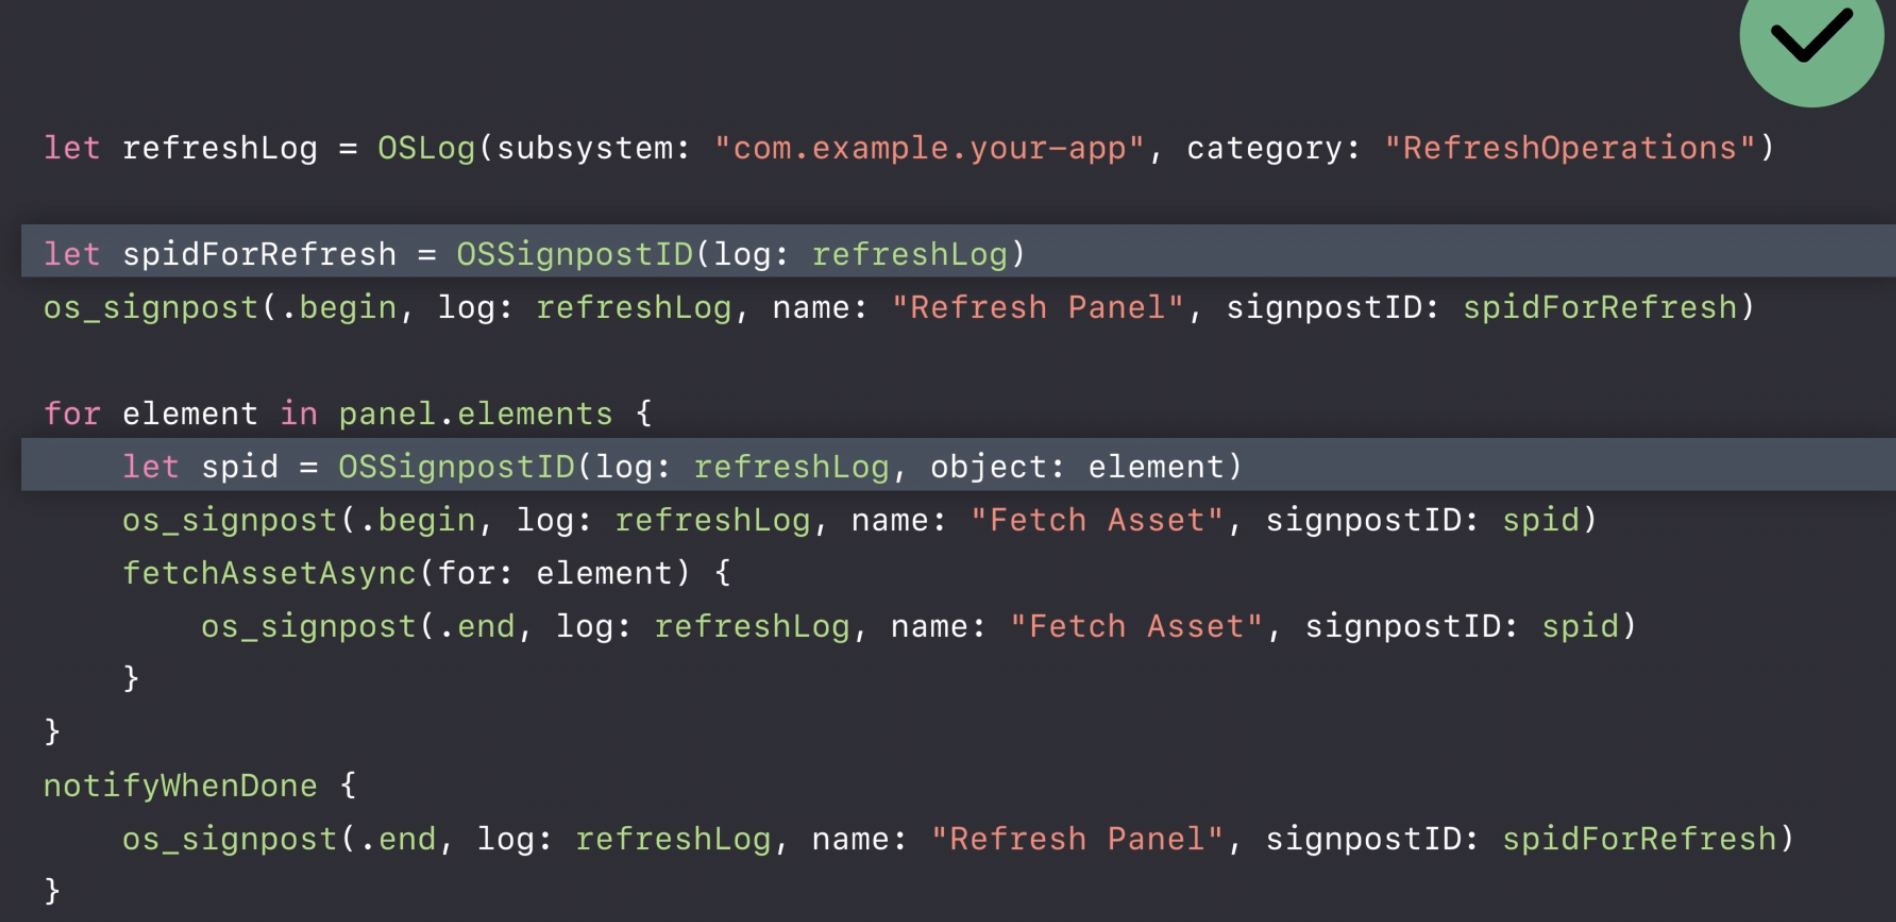 let refreshLog = OSLog(subsystem: "com.example.your-app", category: "RefreshOperations")
let spidForRefresh = OSSignpostID(log: refreshLog)
os_signpost(.begin, log: refreshLog, name: "Refresh Panel", signpostID: spidForRefresh)
for element in panel.elements {
    let spid = OSSignpostID(log: refreshLog, object: element)
    os_signpost(.begin, log: refreshLog, name: "Fetch Asset", signpostID: spid)
    fetchAssetAsync(for: element) {
        os_signpost(.end, log: refreshLog, name: "Fetch Asset", signpostID: spid)
    }
}
notifyWhenDone {
    os_signpost(.end, log: refreshLog, name: "Refresh Panel", signpostID: spidForRefresh)
}